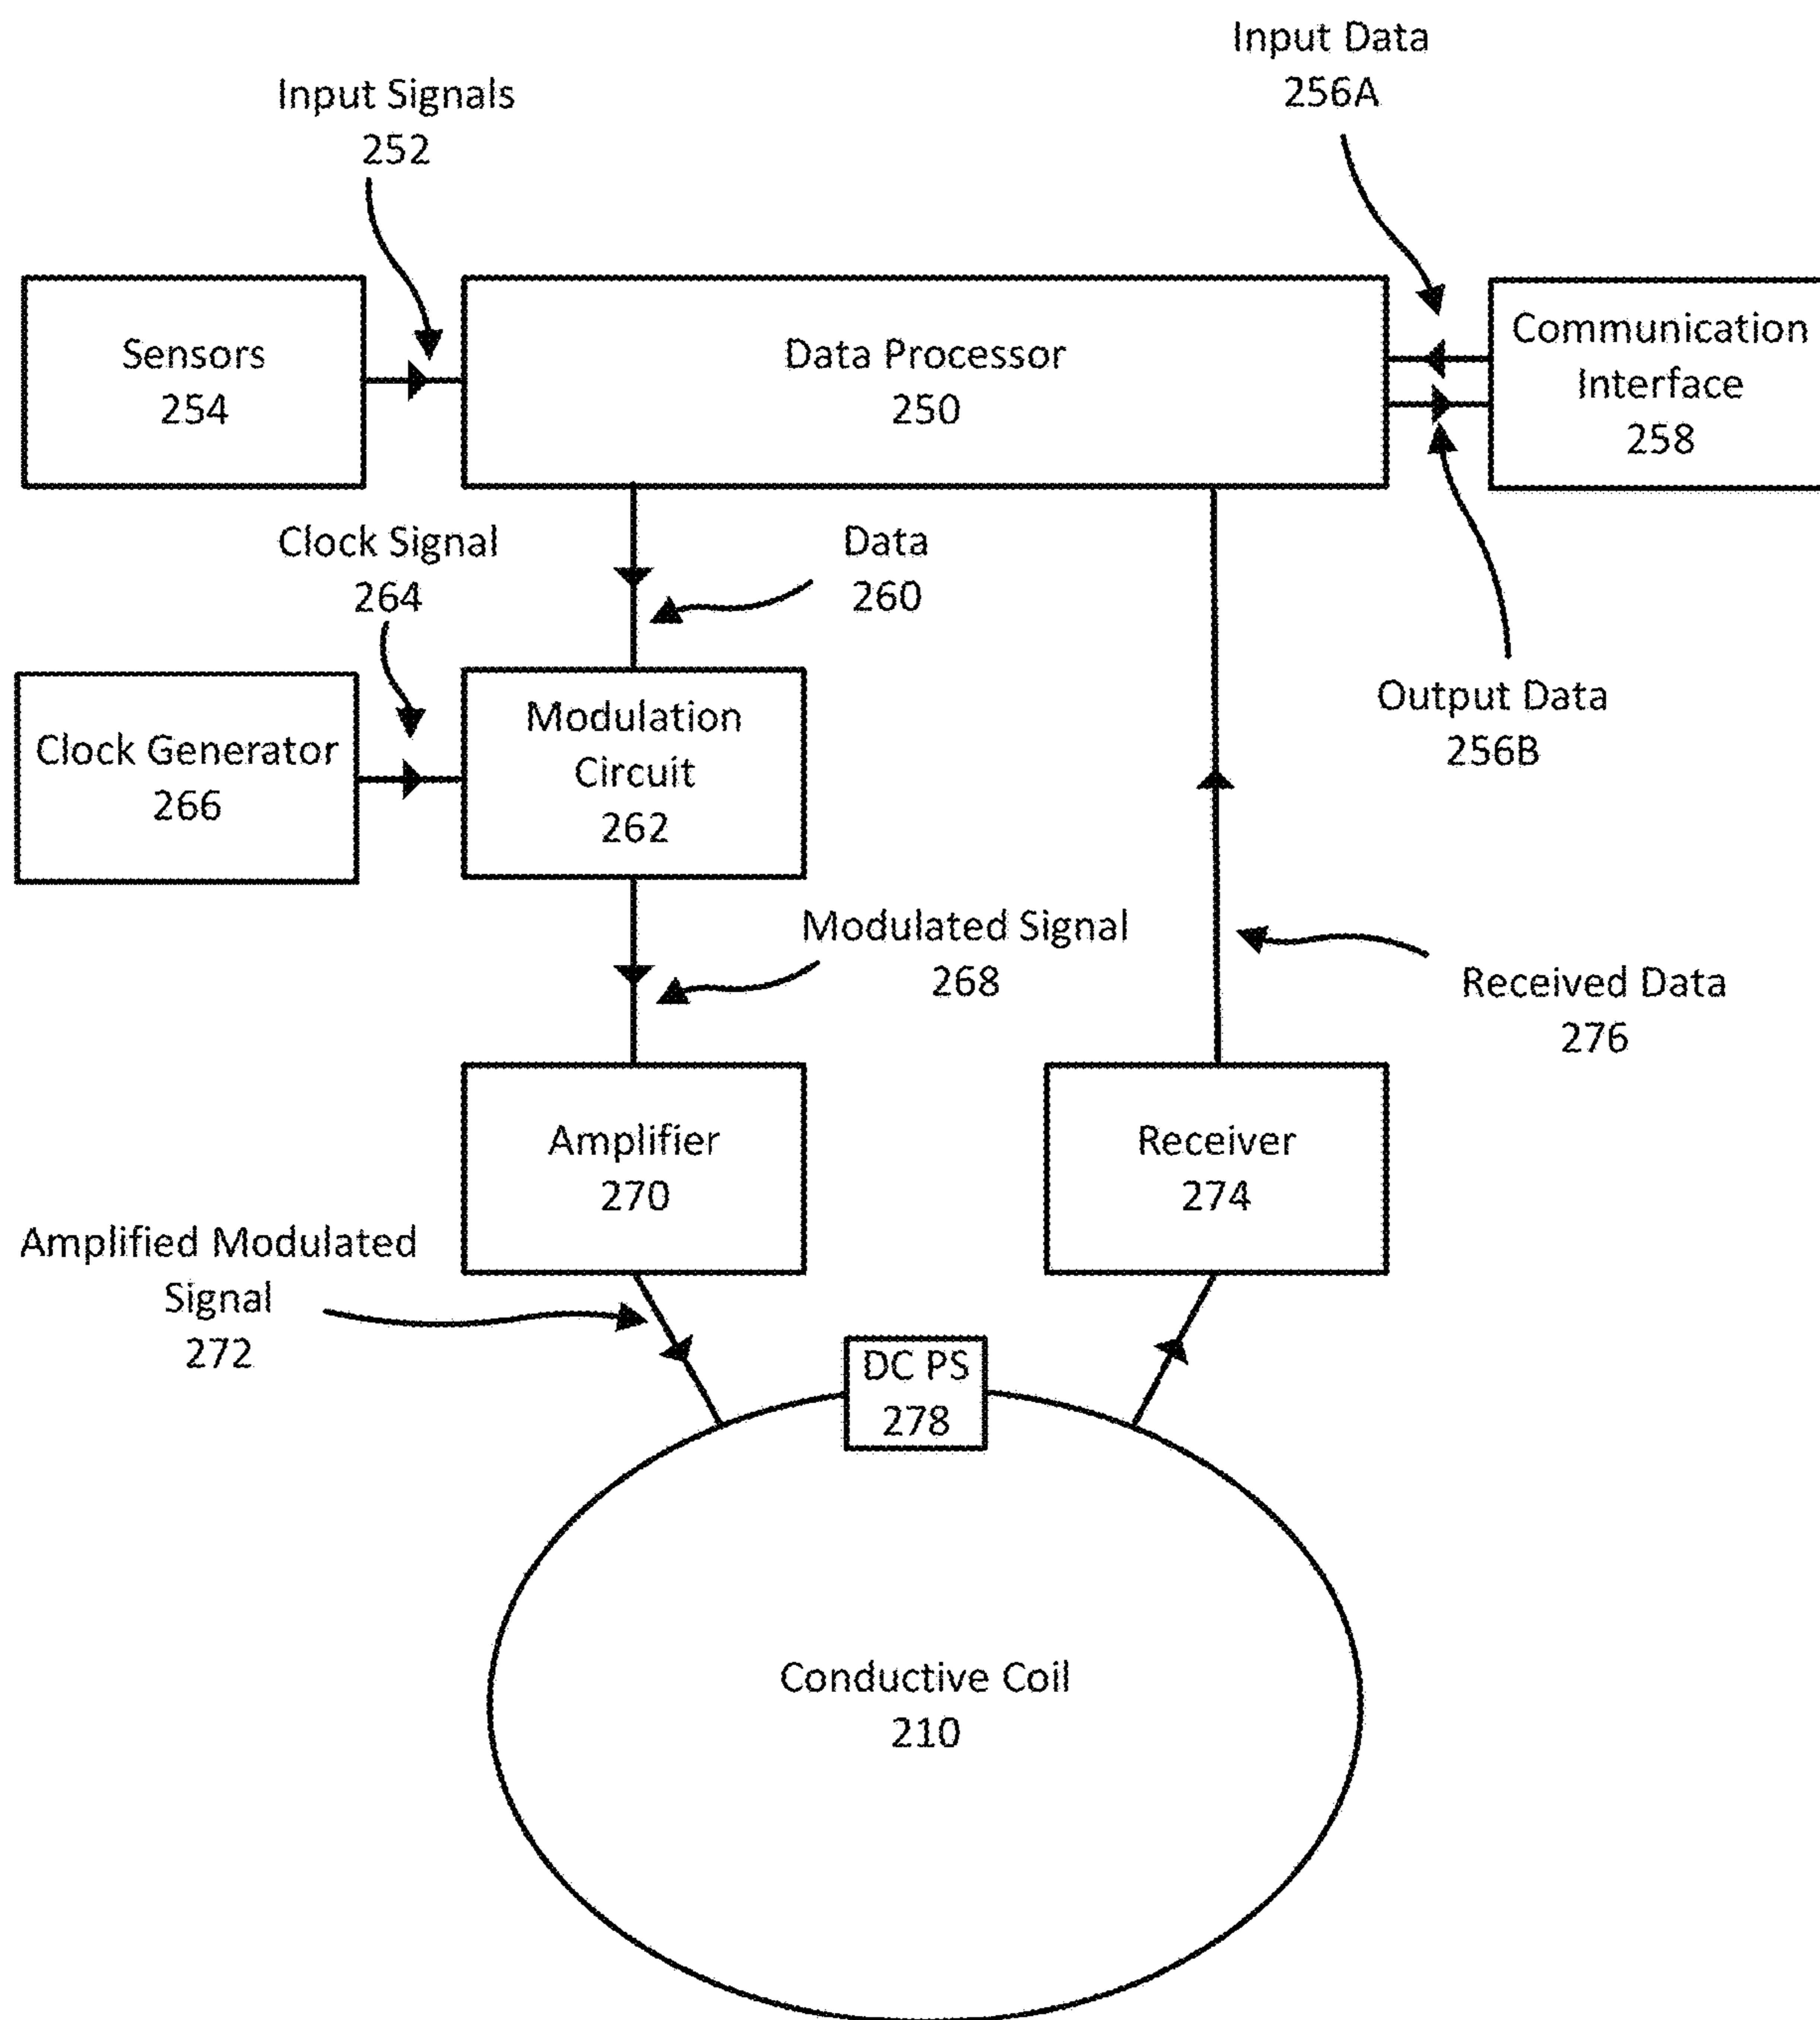 Input Data
256A
Input Signals
252
Sensors
254
Data Processor
250
Communication
Interface
258
Clock Signal
264
Data
260
Output Data
256B
Clock Generator
266
Modulation
Circuit
262
Modulated Signal
268
Received Data
276
Amplifier
270
Receiver
274
Amplified Modulated
Signal
272
DC PS
278
Conductive Coil
210